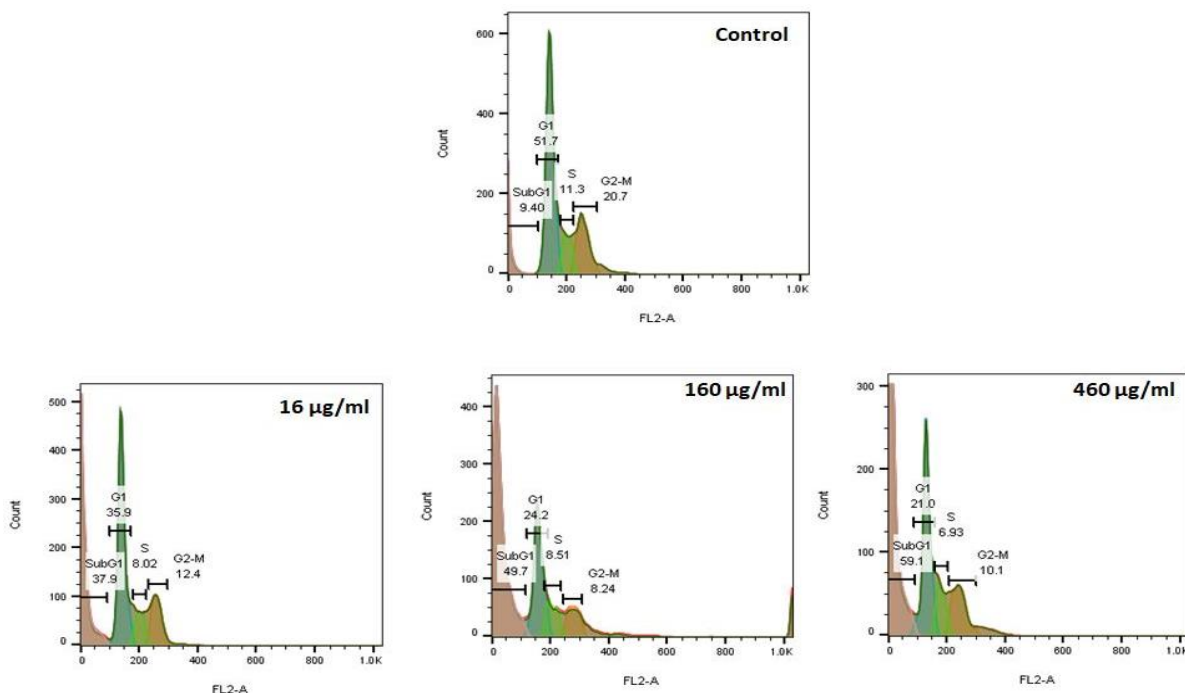 Control
600
400
200
0
Count
G1
51.7
SubG1
9.40
S
11.3
G2-M
20.7
0
200
400
600
800
1.0K
FL2-A
16 µg/ml
500
400
300
200
100
0
Count
G1
35.9
SubG1
37.9
S
8.02
G2-M
12.4
0
200
400
600
800
1.0K
FL2-A
160 µg/ml
400
300
200
100
0
Count
G1
24.2
SubG1
49.7
S
8.51
G2-M
8.24
0
200
400
600
800
1.0K
FL2-A
460 µg/ml
300
200
100
0
Count
G1
21.0
SubG1
59.1
S
6.93
G2-M
10.1
0
200
400
600
800
1.0K
FL2-A